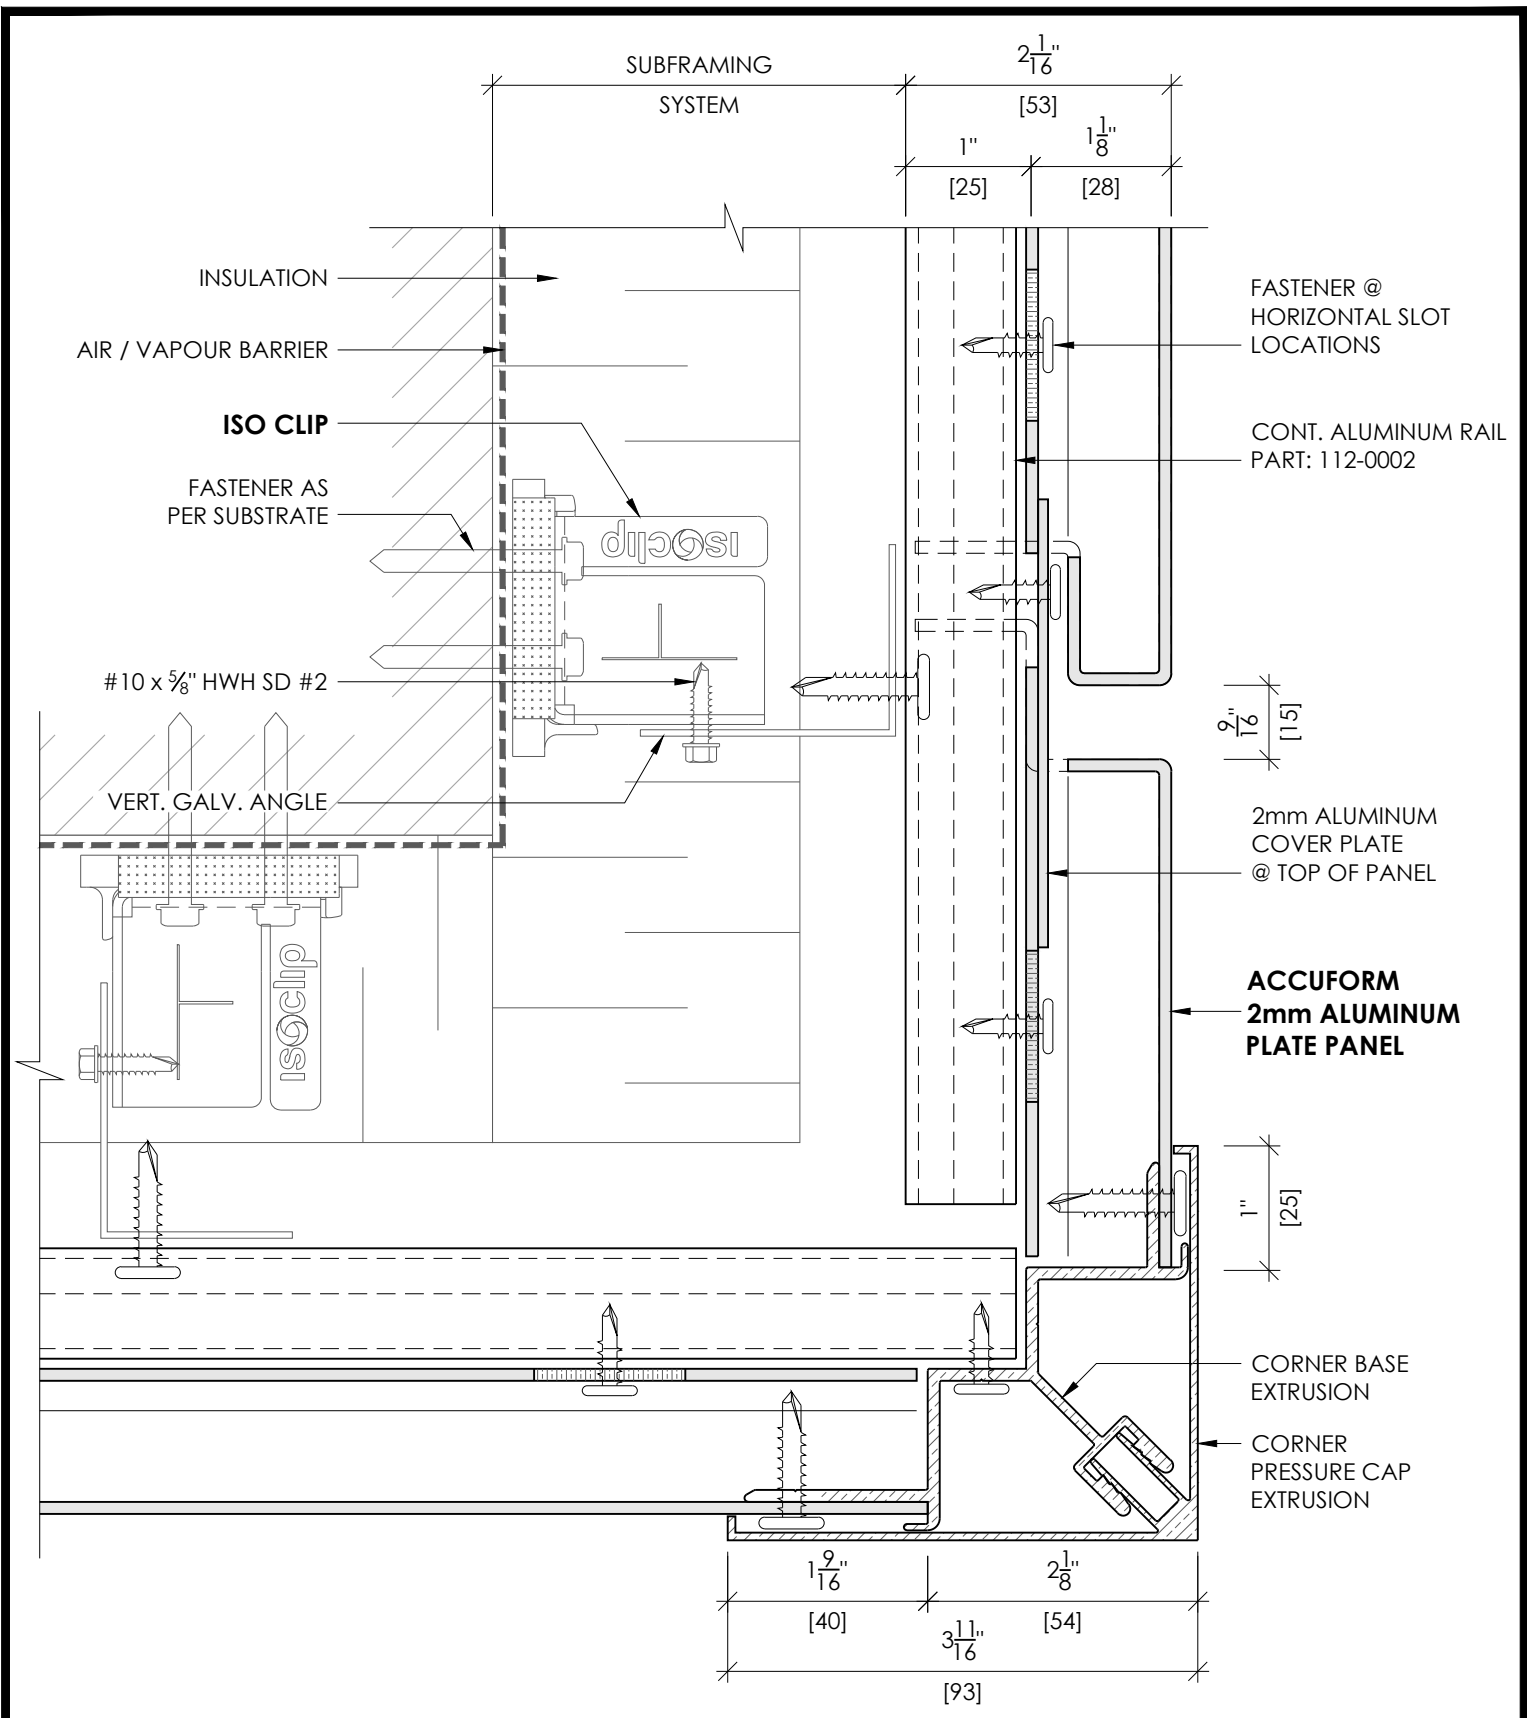 SUBFRAMING
SYSTEM
2 1/16"
[53]
1"
[25]
1 1/8"
[28]
INSULATION
AIR / VAPOUR BARRIER
ISO CLIP
FASTENER AS
PER SUBSTRATE
#10 x 5/8" HWH SD #2
VERT. GALV. ANGLE
isoclip
isoclip
FASTENER @
HORIZONTAL SLOT
LOCATIONS
CONT. ALUMINUM RAIL
PART: 112-0002
9/16"
[15]
2mm ALUMINUM
COVER PLATE
@ TOP OF PANEL
ACCUFORM
2mm ALUMINUM
PLATE PANEL
1"
[25]
CORNER BASE
EXTRUSION
CORNER
PRESSURE CAP
EXTRUSION
1 9/16"
[40]
2 1/8"
[54]
3 11/16"
[93]